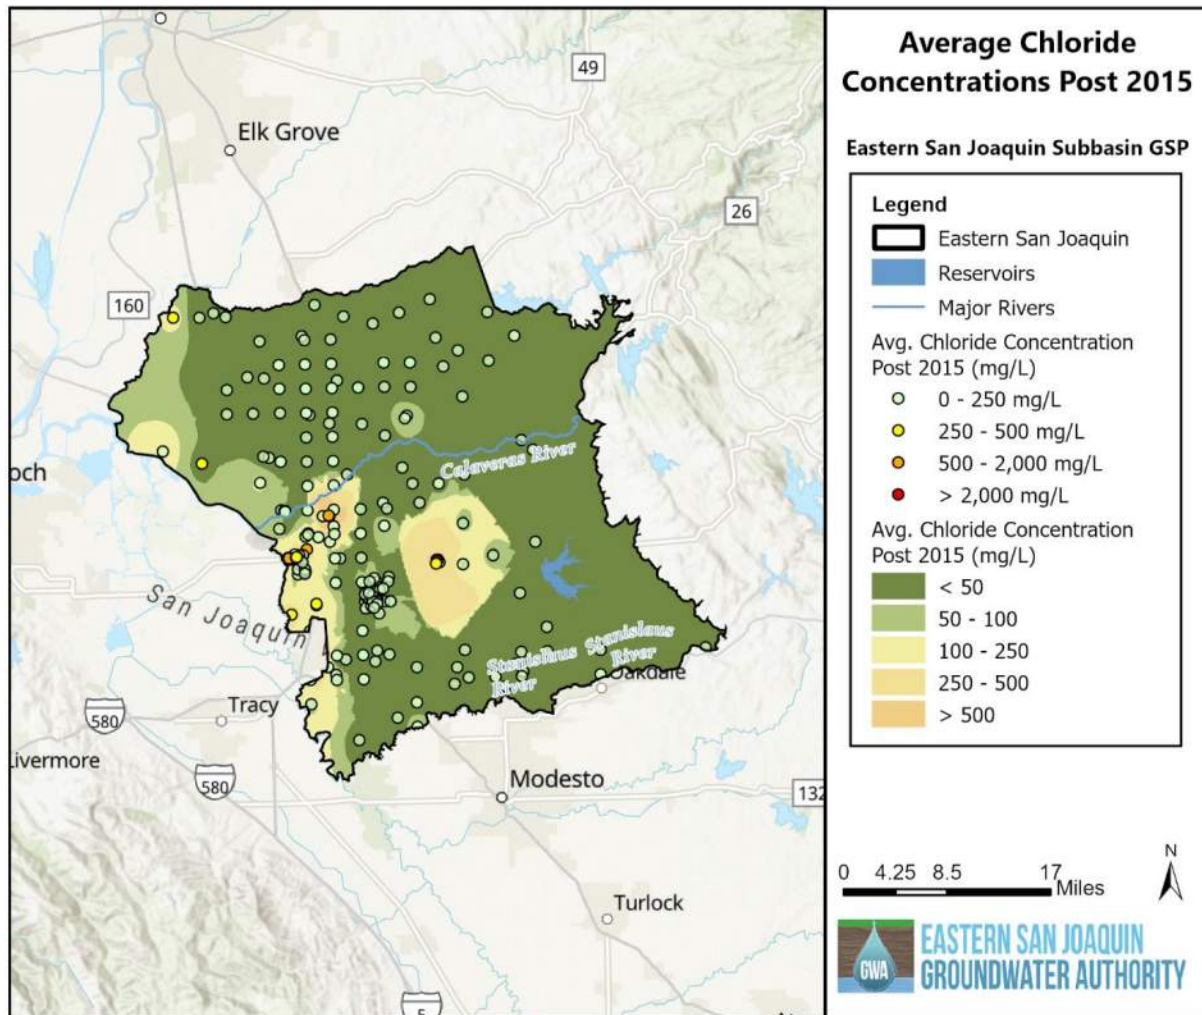 49
Elk Grove
26
160
Calaveras River
och
San Joaquin
Stanislaus
River
Stanislaus
River
Oakdale
Tracy
580
Livermore
580
Modesto
132
Turlock
5
Average Chloride
Concentrations Post 2015
Eastern San Joaquin Subbasin GSP
Legend
Eastern San Joaquin
Reservoirs
Major Rivers
Avg. Chloride Concentration
Post 2015 (mg/L)
0 - 250 mg/L
250 - 500 mg/L
500 - 2,000 mg/L
> 2,000 mg/L
Avg. Chloride Concentration
Post 2015 (mg/L)
< 50
50 - 100
100 - 250
250 - 500
> 500
0 4.25 8.5 17
Miles
N
GWA
EASTERN SAN JOAQUIN
GROUNDWATER AUTHORITY